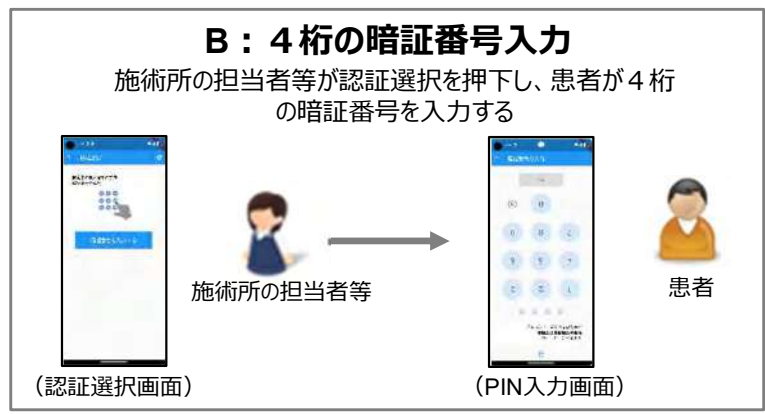 B：４桁の暗証番号入力
施術所の担当者等が認証選択を押下し、患者が４桁
の暗証番号を入力する
施術所の担当者等
患者
（認証選択画面）
（PIN入力画面）